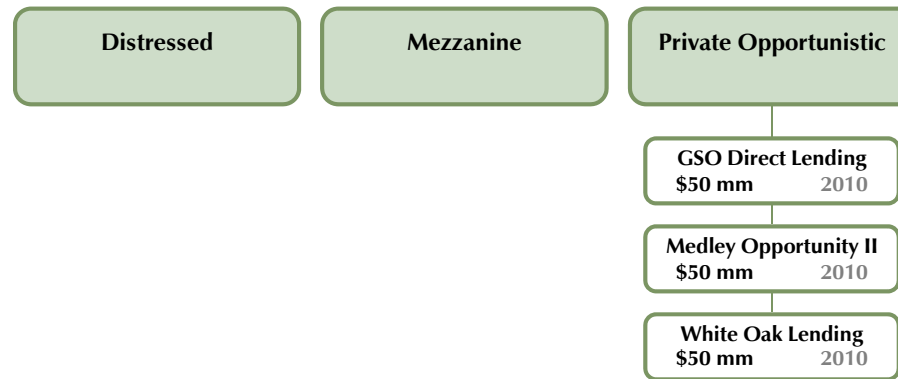 Distressed
Mezzanine
Private Opportunistic
GSO Direct Lending
$50 mm 2010
Medley Opportunity II
$50 mm 2010
White Oak Lending
$50 mm 2010